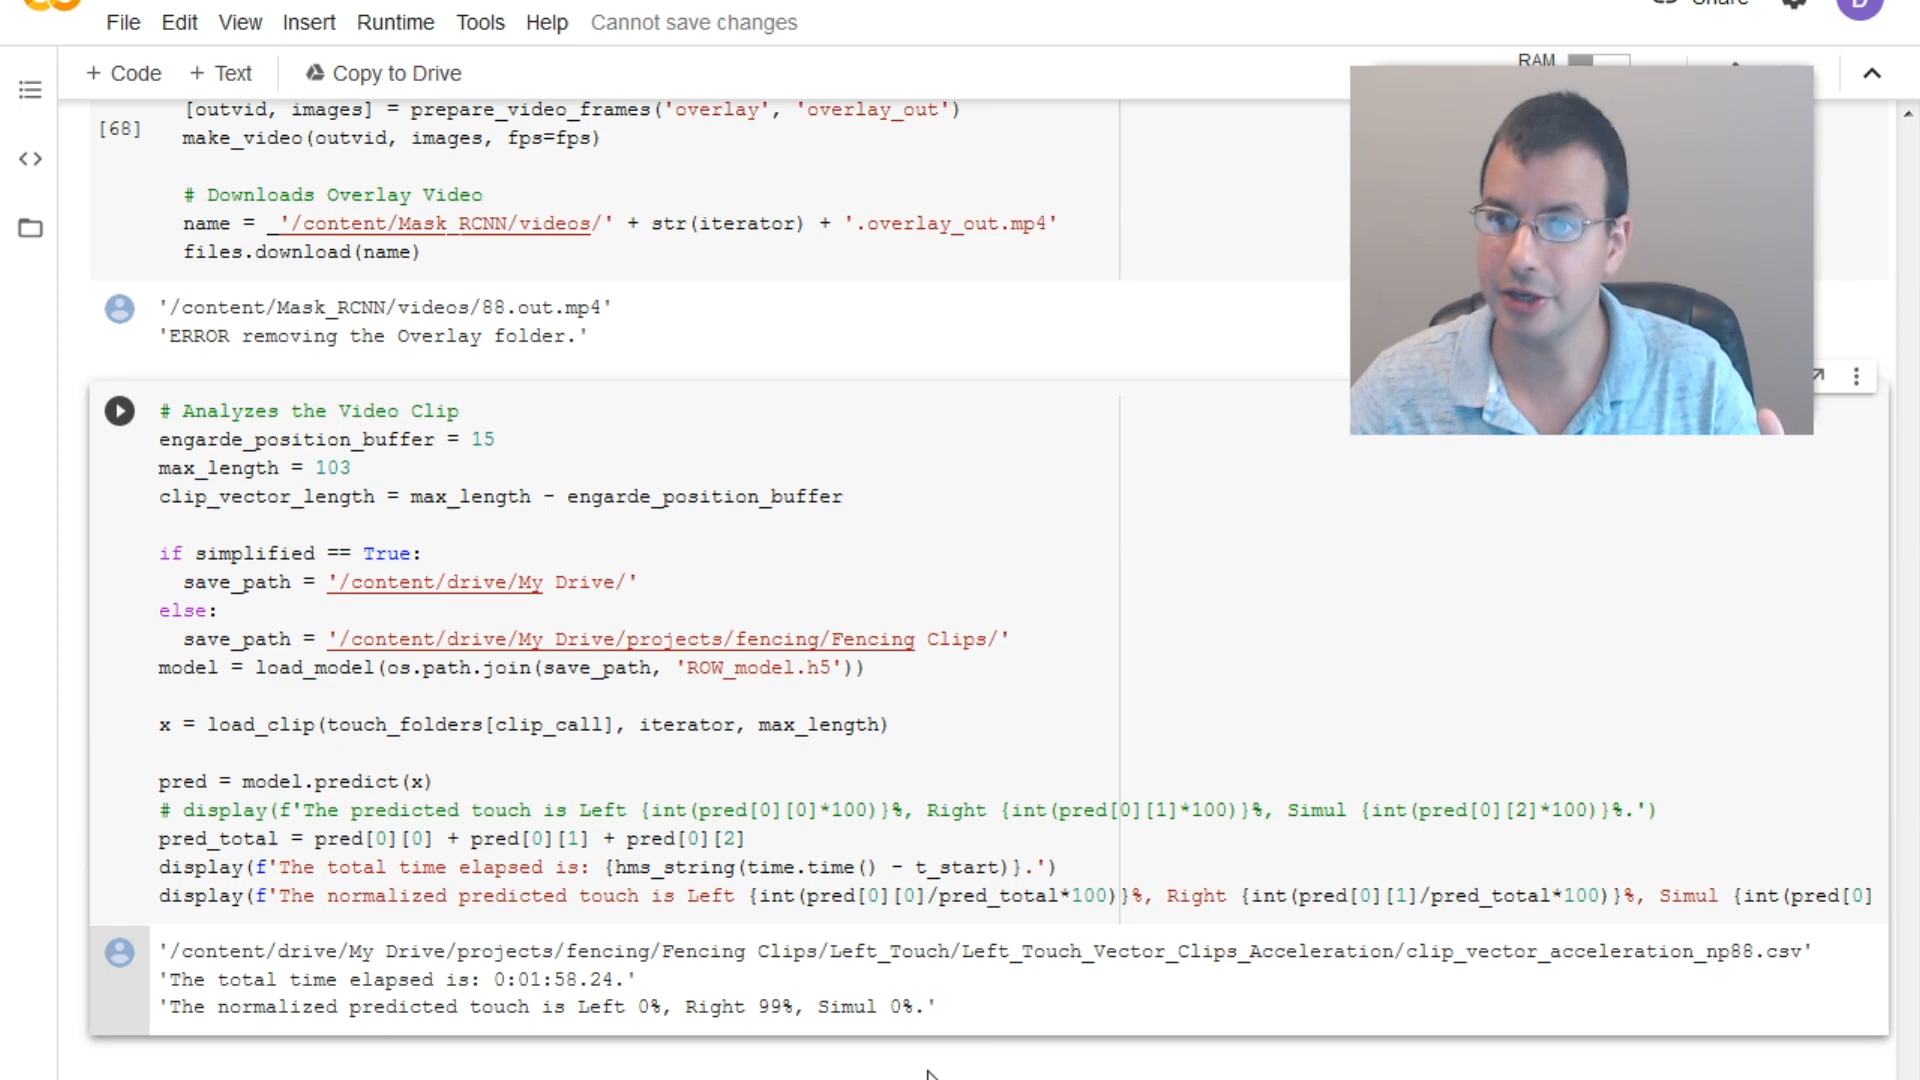 Share
D
File Edit View Insert Runtime Tools Help Cannot save changes
+ Code + Text Copy to Drive RAM
[outvid, images] = prepare_video_frames('overlay', 'overlay_out')
[68]
make_video(outvid, images, fps=fps)
# Downloads Overlay Video
name = '/content/Mask_RCNN/videos/' + str(iterator) + '.overlay_out.mp4'
files.download(name)
'/content/Mask_RCNN/videos/88.out.mp4'
'ERROR removing the Overlay folder.'
# Analyzes the Video Clip
engarde_position_buffer = 15
max_length = 103
clip_vector_length = max_length - engarde_position_buffer
if simplified == True:
save_path = '/content/drive/My Drive/'
else:
save_path = '/content/drive/My Drive/projects/fencing/Fencing Clips/'
model = load_model(os.path.join(save_path, 'ROW_model.h5'))
x = load_clip(touch_folders[clip_call], iterator, max_length)
pred = model.predict(x)
# display(f'The predicted touch is Left {int(pred[0][0]*100)}%, Right {int(pred[0][1]*100)}%, Simul {int(pred[0][2]*100)}%.')
pred_total = pred[0][0] + pred[0][1] + pred[0][2]
display(f'The total time elapsed is: {hms_string(time.time() - t_start)}.')
display(f'The normalized predicted touch is Left {int(pred[0][0]/pred_total*100)}%, Right {int(pred[0][1]/pred_total*100)}%, Simul {int(pred[0]
'/content/drive/My Drive/projects/fencing/Fencing Clips/Left_Touch/Left_Touch_Vector_Clips_Acceleration/clip_vector_acceleration_np88.csv'
'The total time elapsed is: 0:01:58.24.'
'The normalized predicted touch is Left 0%, Right 99%, Simul 0%.'